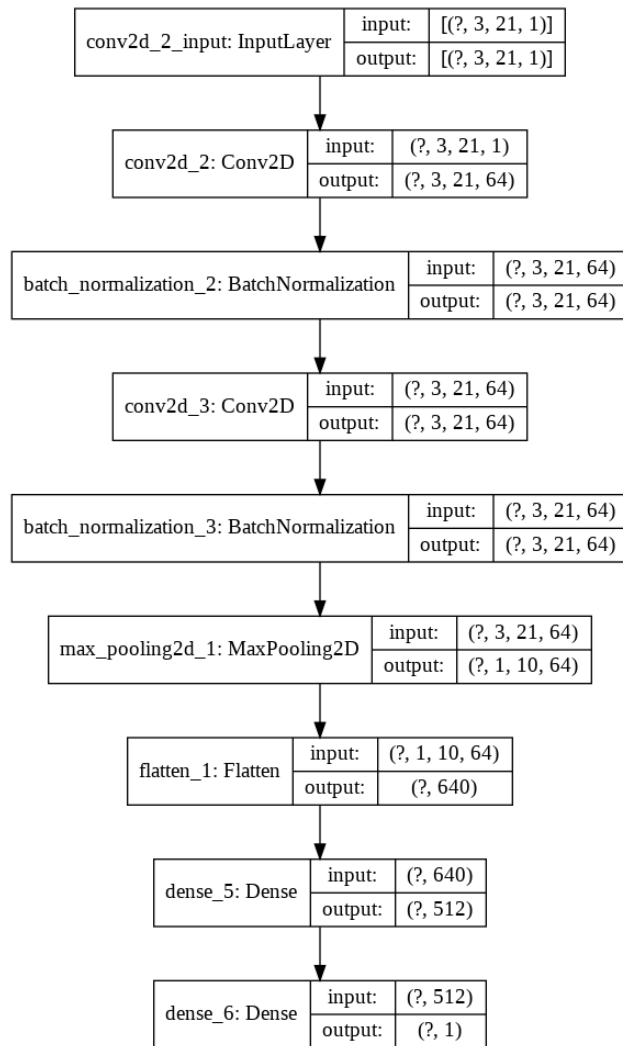 conv2d_2_input: InputLayer
input: [(?, 3, 21, 1)]
output: [(?, 3, 21, 1)]
conv2d_2: Conv2D
input: (?, 3, 21, 1)
output: (?, 3, 21, 64)
batch_normalization_2: BatchNormalization
input: (?, 3, 21, 64)
output: (?, 3, 21, 64)
conv2d_3: Conv2D
input: (?, 3, 21, 64)
output: (?, 3, 21, 64)
batch_normalization_3: BatchNormalization
input: (?, 3, 21, 64)
output: (?, 3, 21, 64)
max_pooling2d_1: MaxPooling2D
input: (?, 3, 21, 64)
output: (?, 1, 10, 64)
flatten_1: Flatten
input: (?, 1, 10, 64)
output: (?, 640)
dense_5: Dense
input: (?, 640)
output: (?, 512)
dense_6: Dense
input: (?, 512)
output: (?, 1)